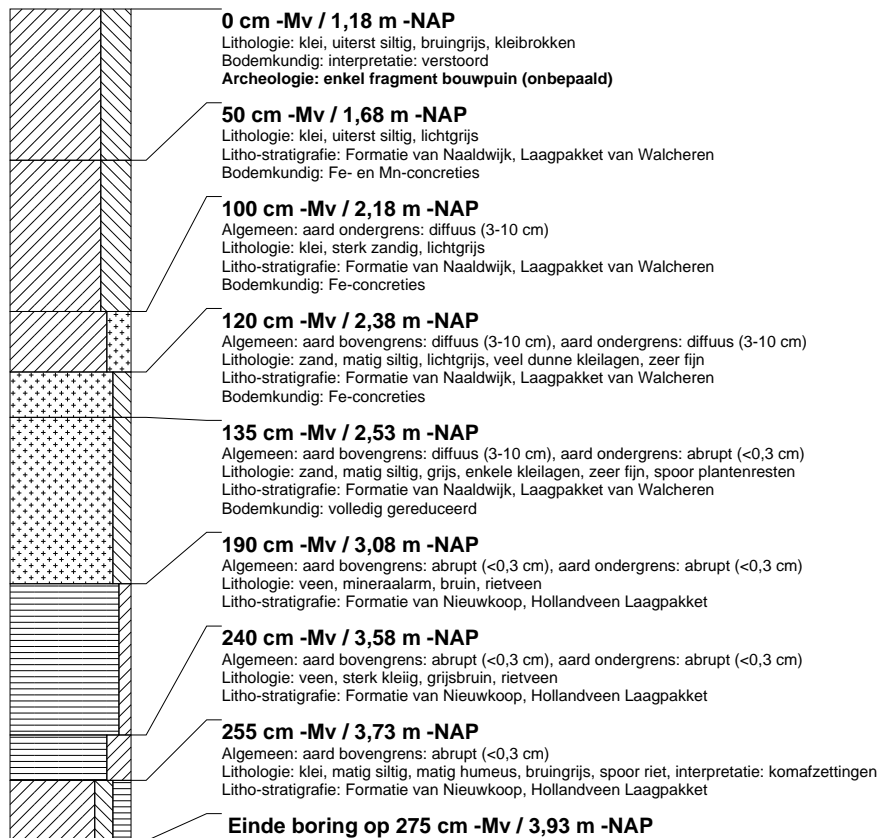 0 cm -Mv / 1,18 m -NAP
Lithologie: klei, uiterst siltig, bruingrijs, kleibrokken
Bodemkundig: interpretatie: verstoord
Archeologie: enkel fragment bouwpuin (onbepaald)
50 cm -Mv / 1,68 m -NAP
Lithologie: klei, uiterst siltig, lichtgrijs
Litho-stratigrafie: Formatie van Naaldwijk, Laagpakket van Walcheren
Bodemkundig: Fe- en Mn-concreties
100 cm -Mv / 2,18 m -NAP
Algemeen: aard ondergrens: diffuus (3-10 cm)
Lithologie: klei, sterk zandig, lichtgrijs
Litho-stratigrafie: Formatie van Naaldwijk, Laagpakket van Walcheren
Bodemkundig: Fe-concreties
120 cm -Mv / 2,38 m -NAP
Algemeen: aard bovengrens: diffuus (3-10 cm), aard ondergrens: diffuus (3-10 cm)
Lithologie: zand, matig siltig, lichtgrijs, veel dunne kleilagen, zeer fijn
Litho-stratigrafie: Formatie van Naaldwijk, Laagpakket van Walcheren
Bodemkundig: Fe-concreties
135 cm -Mv / 2,53 m -NAP
Algemeen: aard bovengrens: diffuus (3-10 cm), aard ondergrens: abrupt (<0,3 cm)
Lithologie: zand, matig siltig, grijs, enkele kleilagen, zeer fijn, spoor plantenresten
Litho-stratigrafie: Formatie van Naaldwijk, Laagpakket van Walcheren
Bodemkundig: volledig gereduceerd
190 cm -Mv / 3,08 m -NAP
Algemeen: aard bovengrens: abrupt (<0,3 cm), aard ondergrens: abrupt (<0,3 cm)
Lithologie: veen, mineraalarm, bruin, rietveen
Litho-stratigrafie: Formatie van Nieuwkoop, Hollandveen Laagpakket
240 cm -Mv / 3,58 m -NAP
Algemeen: aard bovengrens: abrupt (<0,3 cm), aard ondergrens: abrupt (<0,3 cm)
Lithologie: veen, sterk kleiig, grijsbruin, rietveen
Litho-stratigrafie: Formatie van Nieuwkoop, Hollandveen Laagpakket
255 cm -Mv / 3,73 m -NAP
Algemeen: aard bovengrens: abrupt (<0,3 cm)
Lithologie: klei, matig siltig, matig humeus, bruingrijs, spoor riet, interpretatie: komafzettingen
Litho-stratigrafie: Formatie van Nieuwkoop, Hollandveen Laagpakket
Einde boring op 275 cm -Mv / 3,93 m -NAP